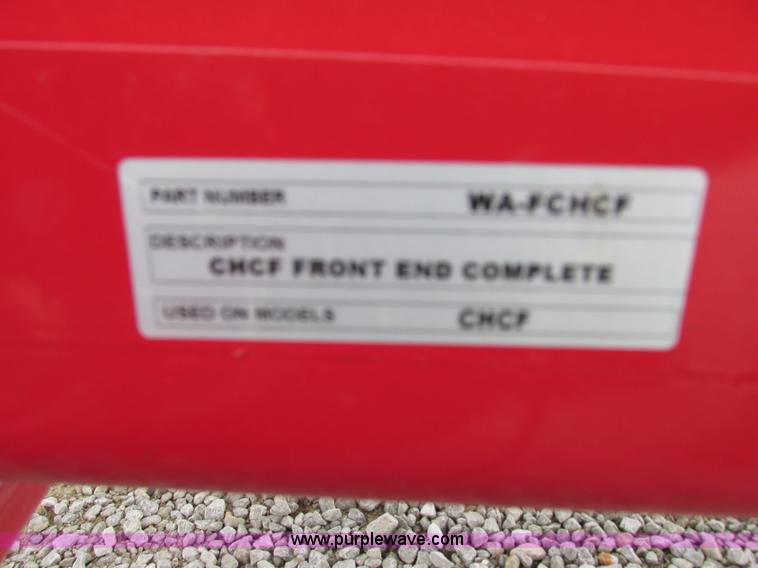 PART NUMBER WA-FCHCF
DESCRIPTION
CHCF FRONT END COMPLETE
USED ON MODELS CHCF
www.purplewave.com